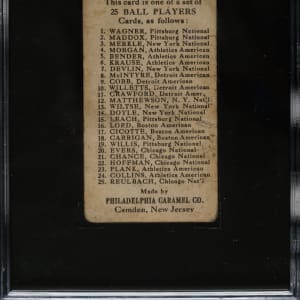 This card is one of a set of
25 BALL PLAYERS
Cards, as follows:
1. WAGNER, Pittsburg National
2. MADDOX, Pittsburg National
3. MERKLE, New York National
4. MORGAN, Athletics American
5. BENDER, Athletics American
6. KRAUSE, Athletics American
7. DEVLIN, New York National
8. McINTYRE, Detroit American
9. COBB, Detroit American
10. WILLETTS, Detroit American
11. CRAWFORD, Detroit Amer.
12. MATTHEWSON, N. Y. Na'l
13. WILTSE, New York National
14. DOYLE, New York National
15. LEACH, Pittsburg National
16. LORD, Boston American
17. CICOTTE, Boston American
18. CARRIGAN, Boston American
19. WILLIS, Pittsburg National
20. EVERS, Chicago National
21. CHANCE, Chicago National
22. HOFFMAN, Chicago National
23. PLANK, Athletics American
24. COLLINS, Athletics American
25. REULBACH, Chicago Nat'l
Made by
PHILADELPHIA CARAMEL CO.
Camden, New Jersey